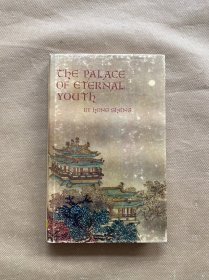 THE PALACE
OF ETERNAL
YOUTH
BY HUNG SHENG